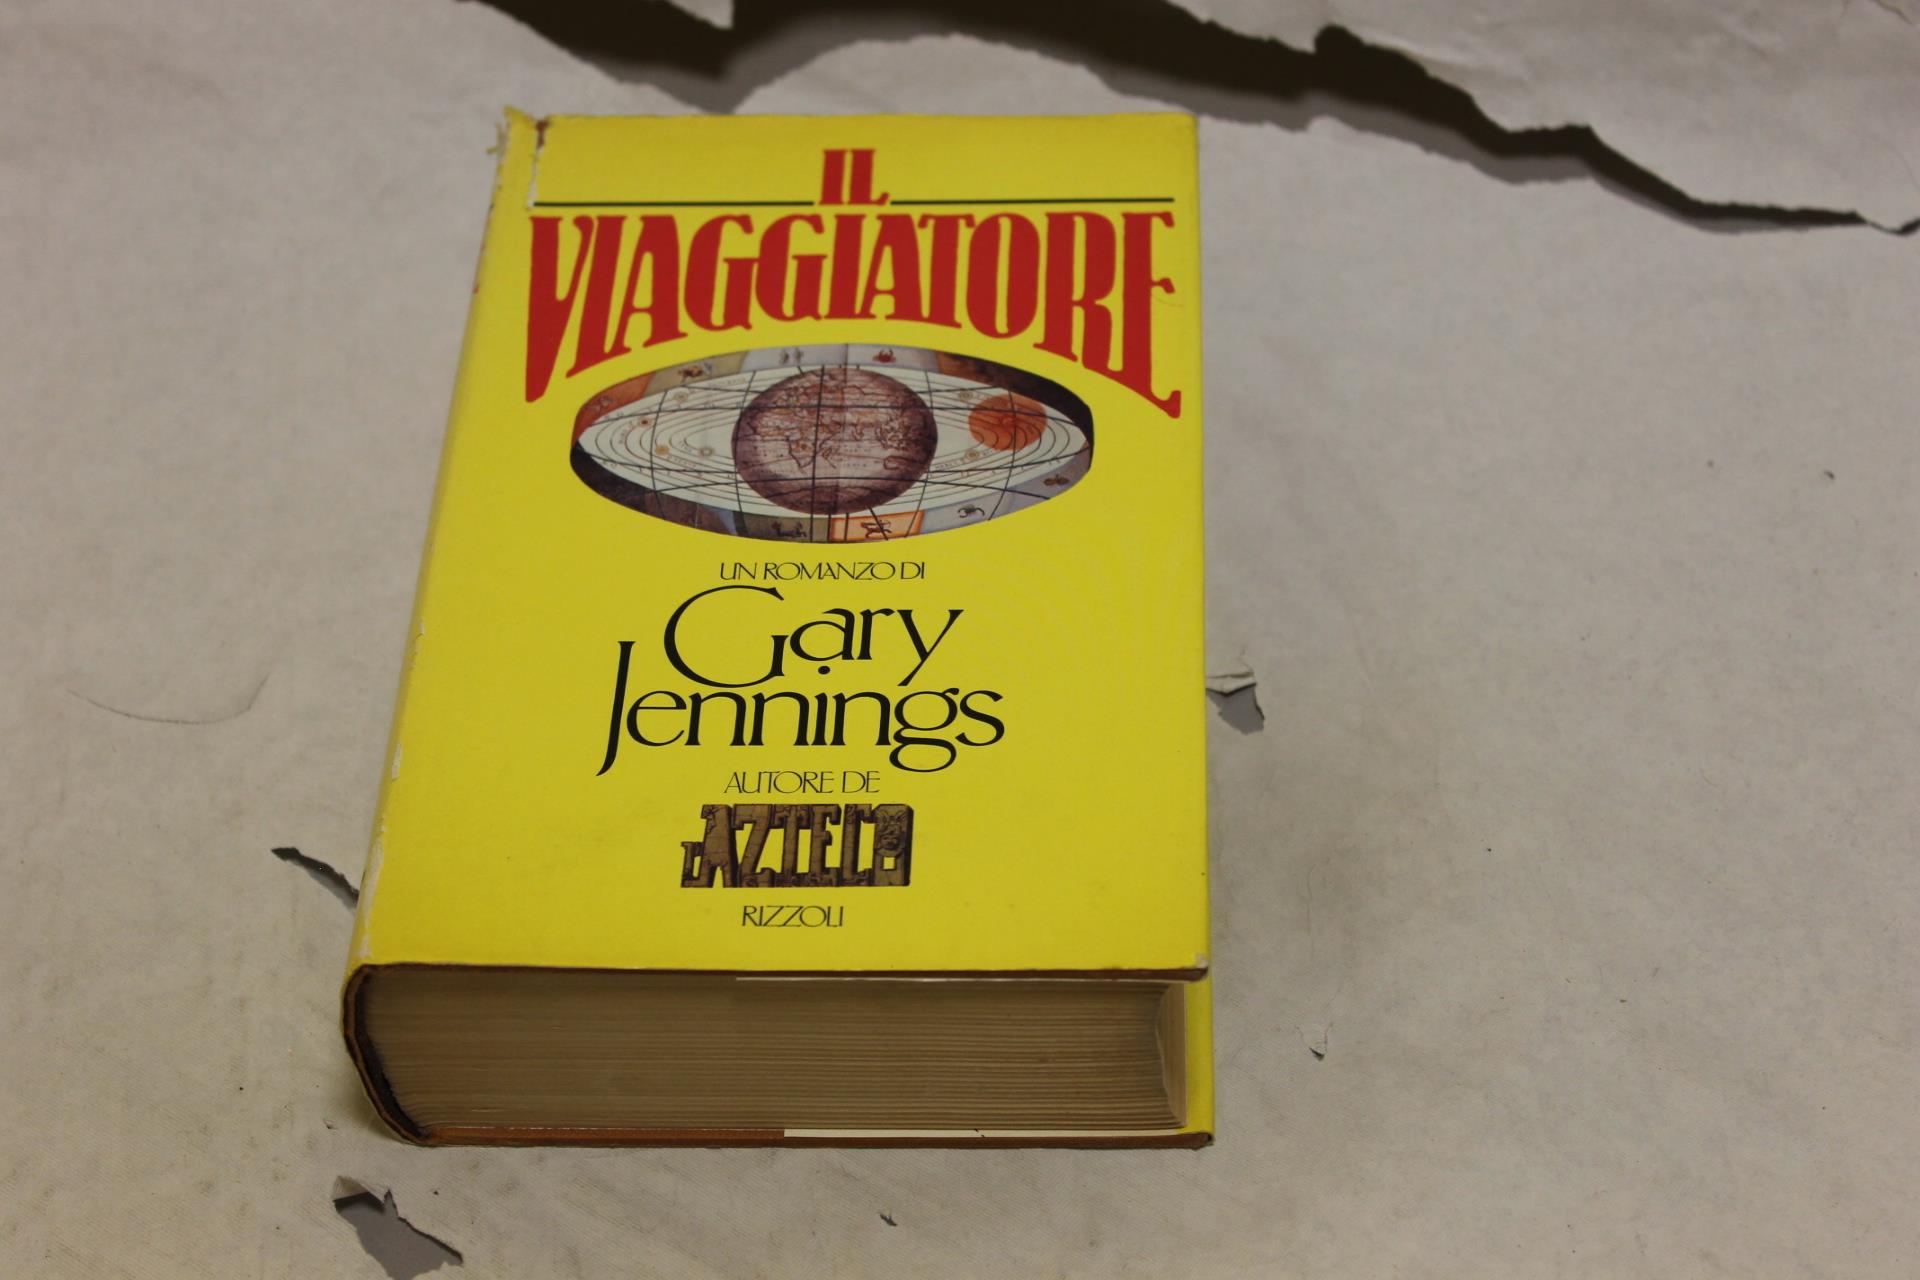 IL
VIAGGIATORE
UN ROMANZO DI
Gary
Jennings
AUTORE DE
L'AZTECO
RIZZOLI